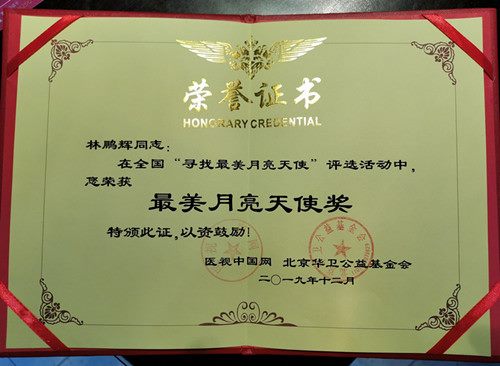 荣誉证书
HONORARY CREDENTIAL
林鹏辉同志：
在全国“寻找最美月亮天使”评选活动中，
您荣获
最美月亮天使奖
特颁此证，以资鼓励！
医视中国网 北京华卫公益基金会
二〇一九年十二月